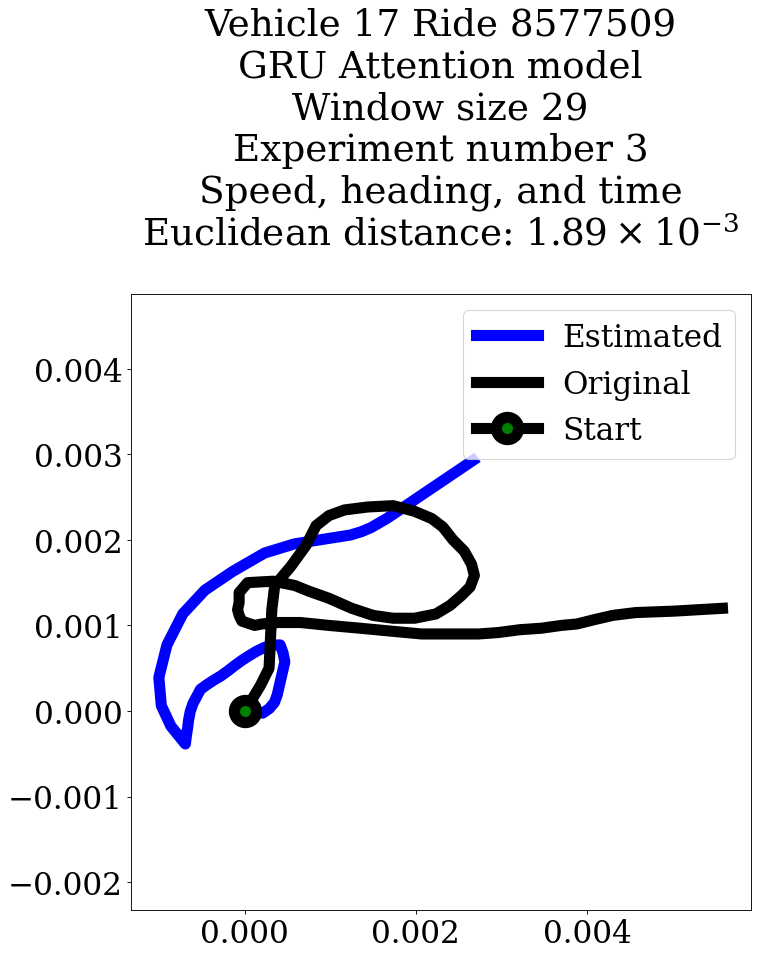 Vehicle 17 Ride 8577509
GRU Attention model
Window size 29
Experiment number 3
Speed, heading, and time
Euclidean distance: 1.89 × 10⁻³
Estimated
Original
Start
0.004
0.003
0.002
0.001
0.000
−0.001
−0.002
0.000 0.002 0.004